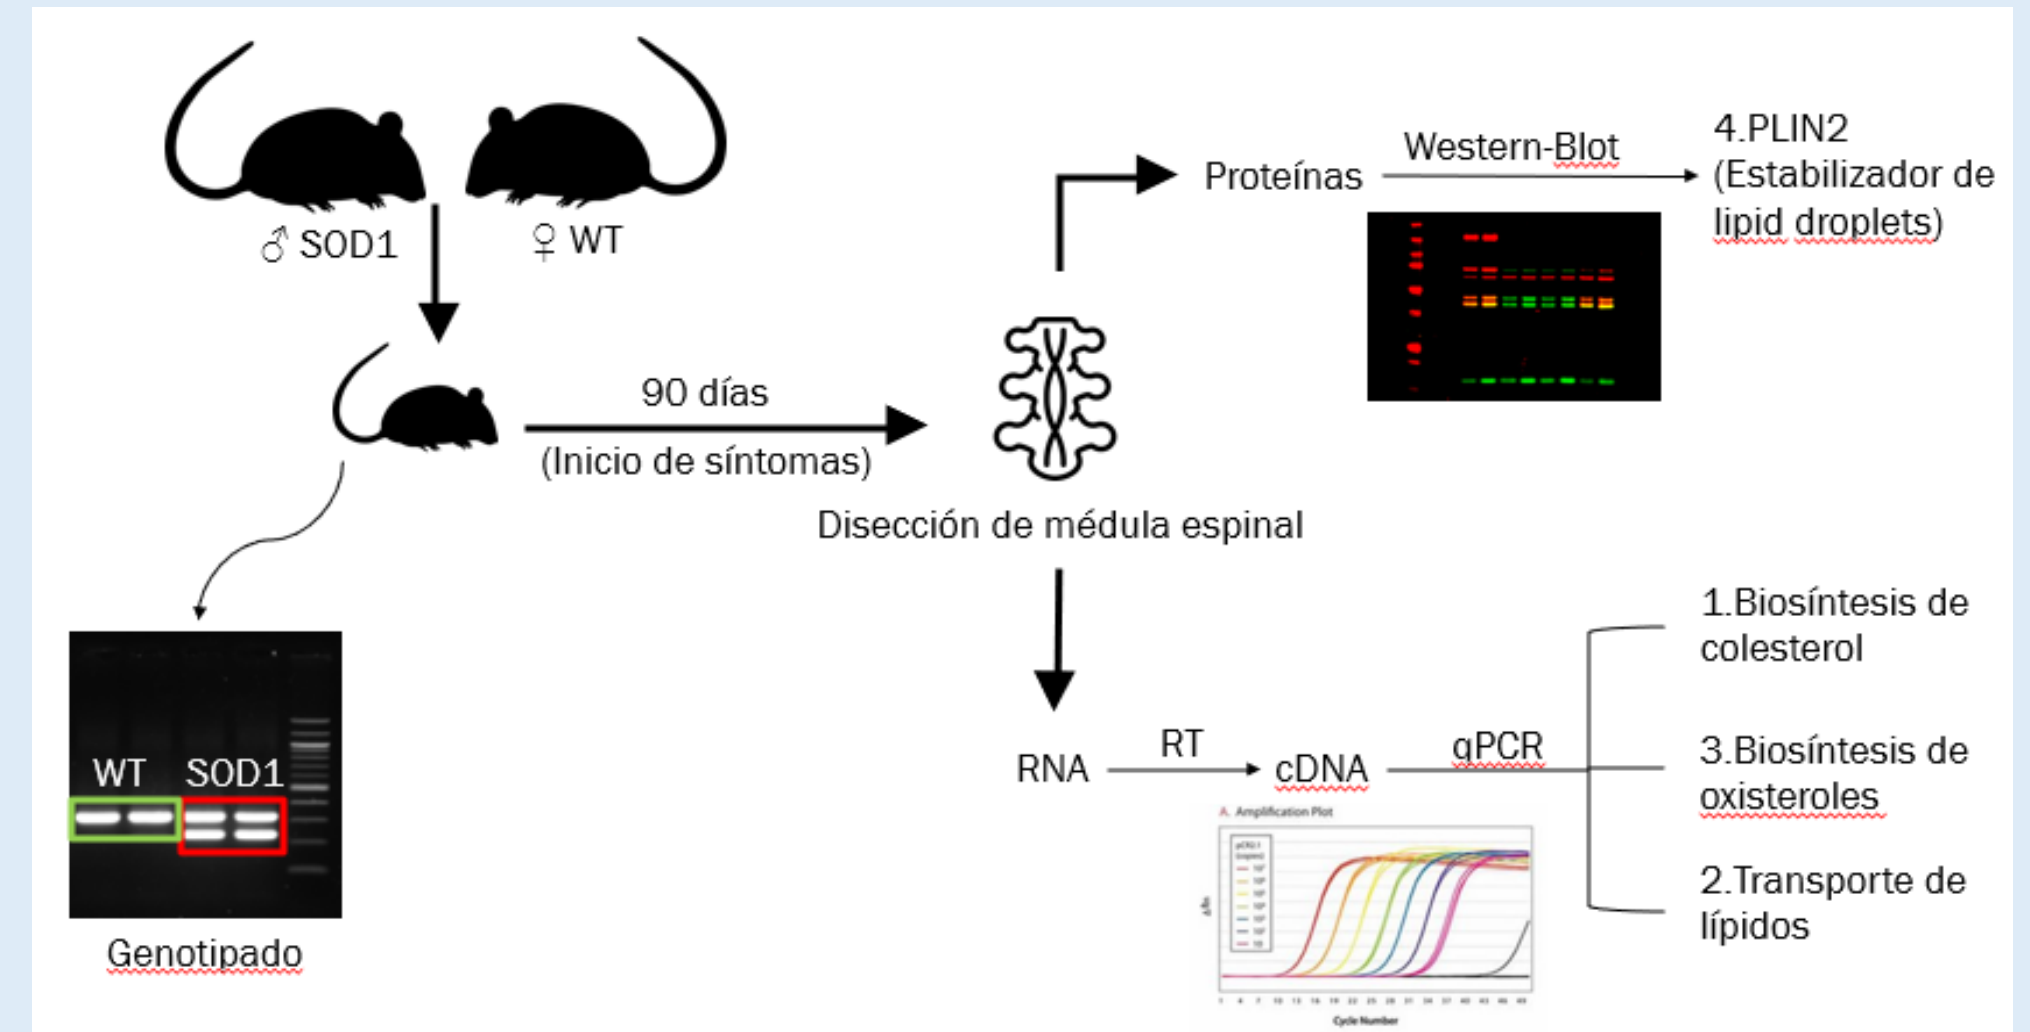 ♂ SOD1
♀ WT
90 días
(Inicio de síntomas)
WT
SOD1
Genotipado
Disección de médula espinal
Proteínas
Western-Blot
4.PLIN2
(Estabilizador de
lipid droplets)
RNA
RT
cDNA
qPCR
1.Biosíntesis de
colesterol
3.Biosíntesis de
oxisteroles
2.Transporte de
lípidos
A. Amplification Plot
Cycle Number